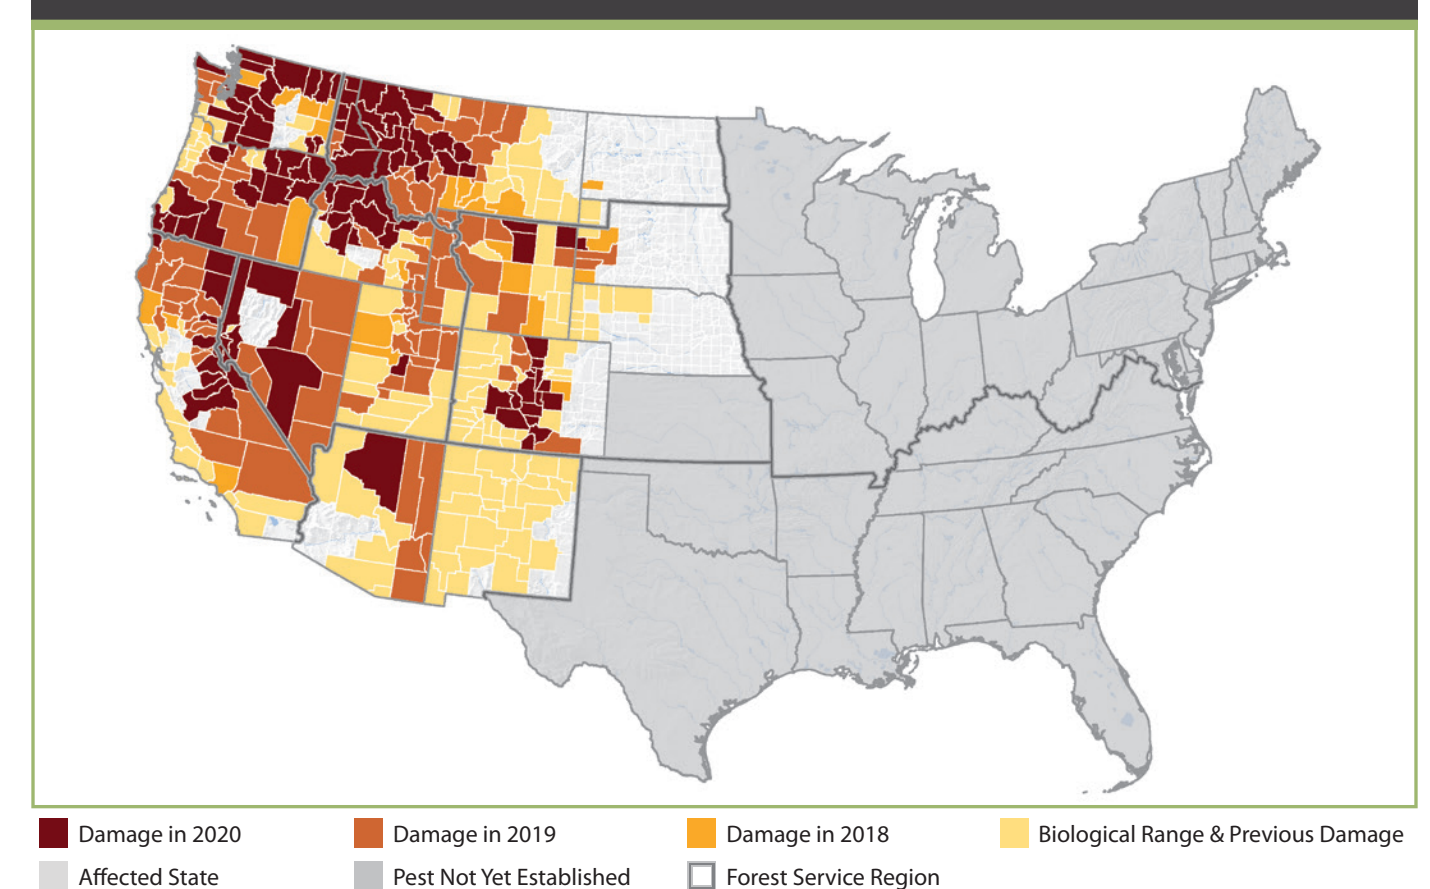 Damage in 2020 Damage in 2019 Damage in 2018 Biological Range & Previous Damage
Affected State Pest Not Yet Established Forest Service Region